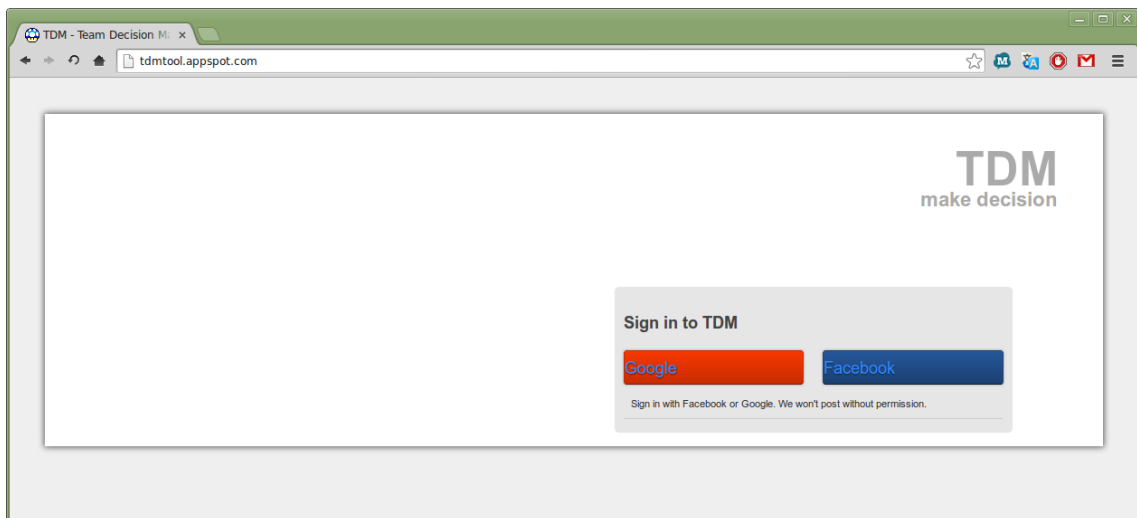 TDM - Team Decision Ma
tdmtool.appspot.com
TDM
make decision
Sign in to TDM
Google
Facebook
Sign in with Facebook or Google. We won't post without permission.